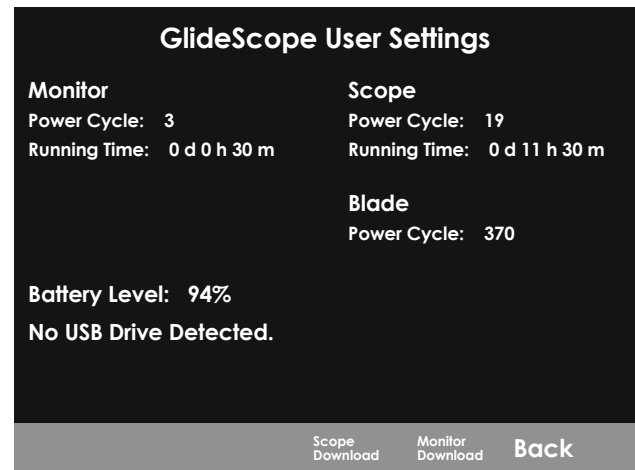 GlideScope User Settings
Monitor
Power Cycle: 3
Running Time: 0 d 0 h 30 m
Scope
Power Cycle: 19
Running Time: 0 d 11 h 30 m
Blade
Power Cycle: 370
Battery Level: 94%
No USB Drive Detected.
Scope
Download
Monitor
Download
Back